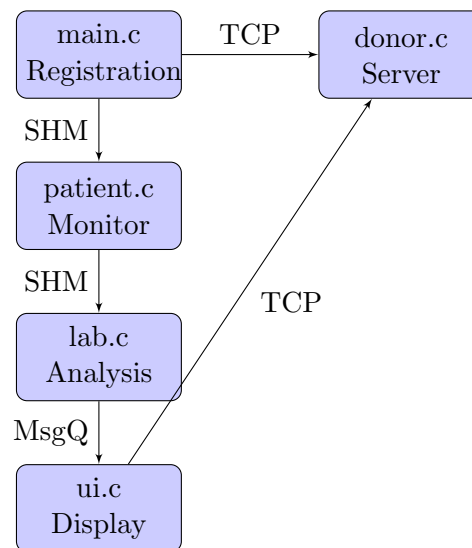 main.c
Registration
TCP
donor.c
Server
SHM
patient.c
Monitor
SHM
TCP
lab.c
Analysis
MsgQ
ui.c
Display